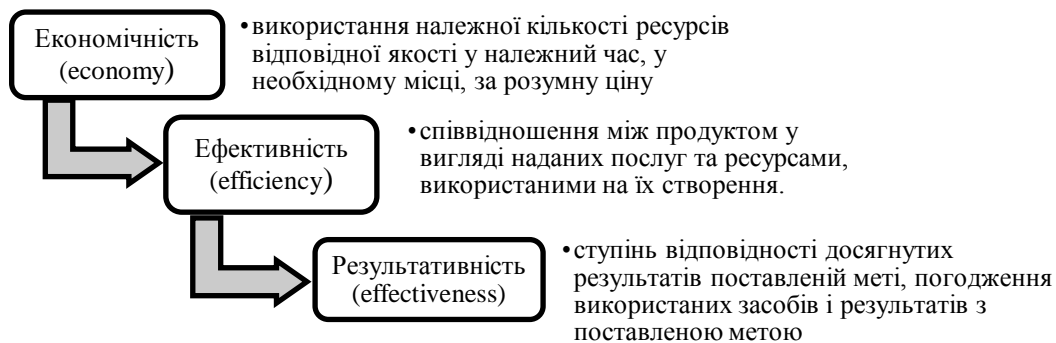 Економічність
(economy)
•використання належної кількості ресурсів
відповідної якості у належний час, у
необхідному місці, за розумну ціну
Ефективність
(efficiency)
•співвідношення між продуктом у
вигляді наданих послуг та ресурсами,
використаними на їх створення.
Результативність
(effectiveness)
•ступінь відповідності досягнутих
результатів поставленій меті, погодження
використаних засобів і результатів з
поставленою метою